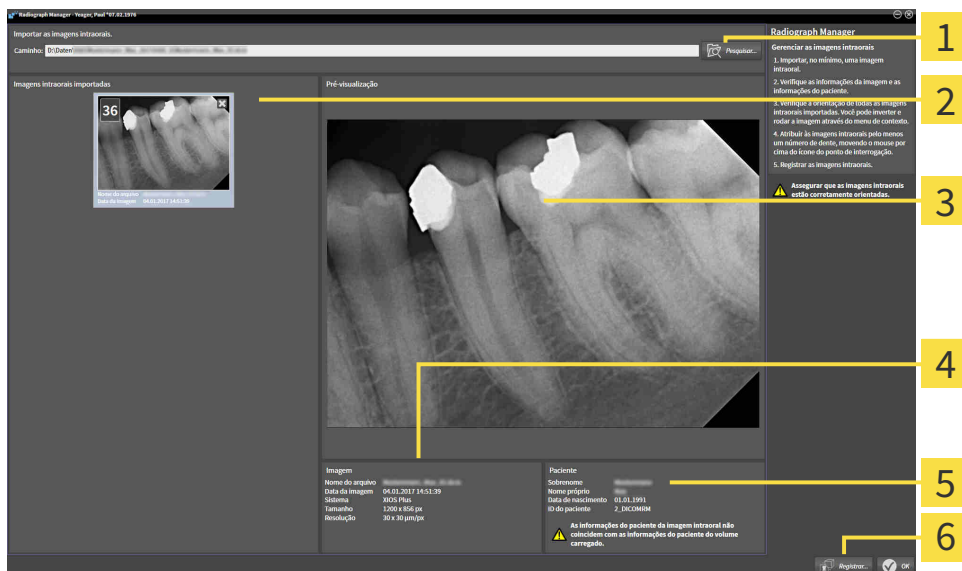 Radiograph Manager - Yeager, Paul *07.02.1976
Importar as imagens intraorais.
Caminho: D:\Daten\
Pesquisar...
Imagens intraorais importadas
36
Nome do arquivo
Data da imagem 04.01.2017 14:51:39
Pré-visualização
Imagem
Nome do arquivo
Data da imagem 04.01.2017 14:51:39
Sistema XIOS Plus
Tamanho 1200 x 856 px
Resolução 30 x 30 µm/px
Paciente
Sobrenome
Nome próprio
Data de nascimento 01.01.1991
ID do paciente 2_DICOMRM
As informações do paciente da imagem intraoral não
coincidem com as informações do paciente do volume
carregado.
Radiograph Manager
Gerenciar as imagens intraorais
1. Importar, no mínimo, uma imagem
intraoral.
2. Verifique as informações da imagem e as
informações do paciente.
3. Verifique a orientação de todas as imagens
intraorais importadas. Você pode inverter e
rodar a imagem através do menu de contexto.
4. Atribuir às imagens intraorais pelo menos
um número de dente, movendo o mouse por
cima do ícone do ponto de interrogação.
5. Registrar as imagens intraorais.
Assegurar que as imagens intraorais
estão corretamente orientadas.
Registrar...
OK
1
2
3
4
5
6